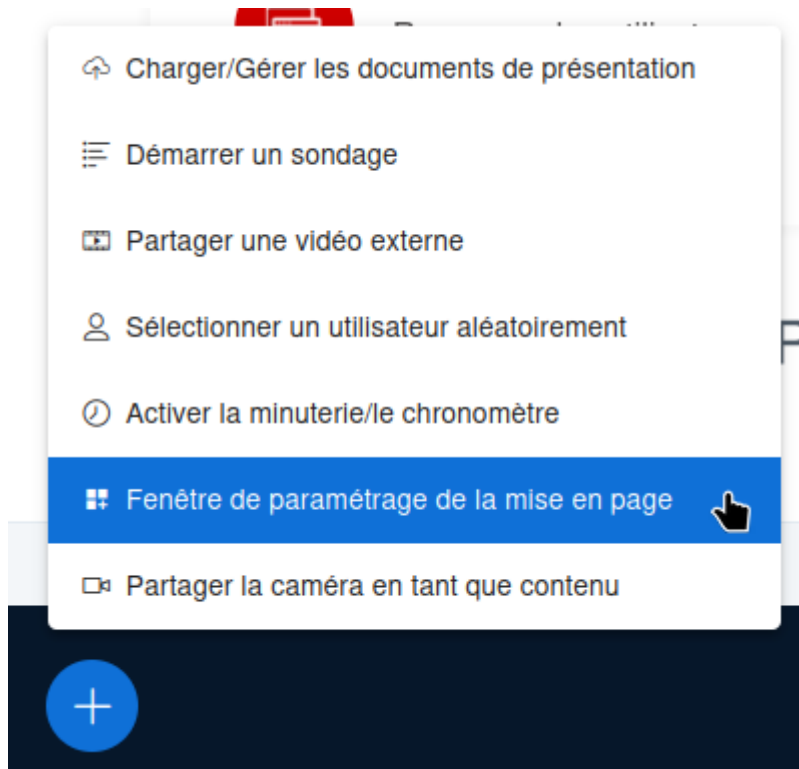 Charger/Gérer les documents de présentation
Démarrer un sondage
Partager une vidéo externe
Sélectionner un utilisateur aléatoirement
Activer la minuterie/le chronomètre
Fenêtre de paramétrage de la mise en page
Partager la caméra en tant que contenu